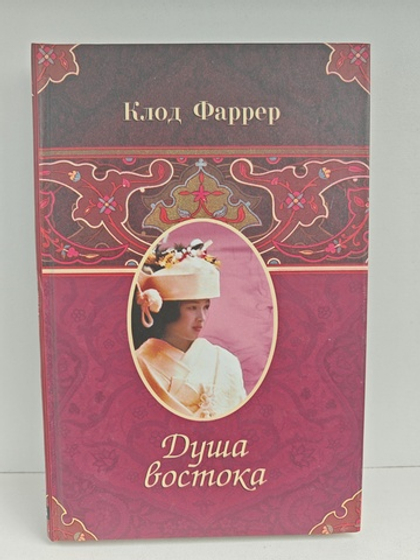 Клод Фаррер
Душа
востока